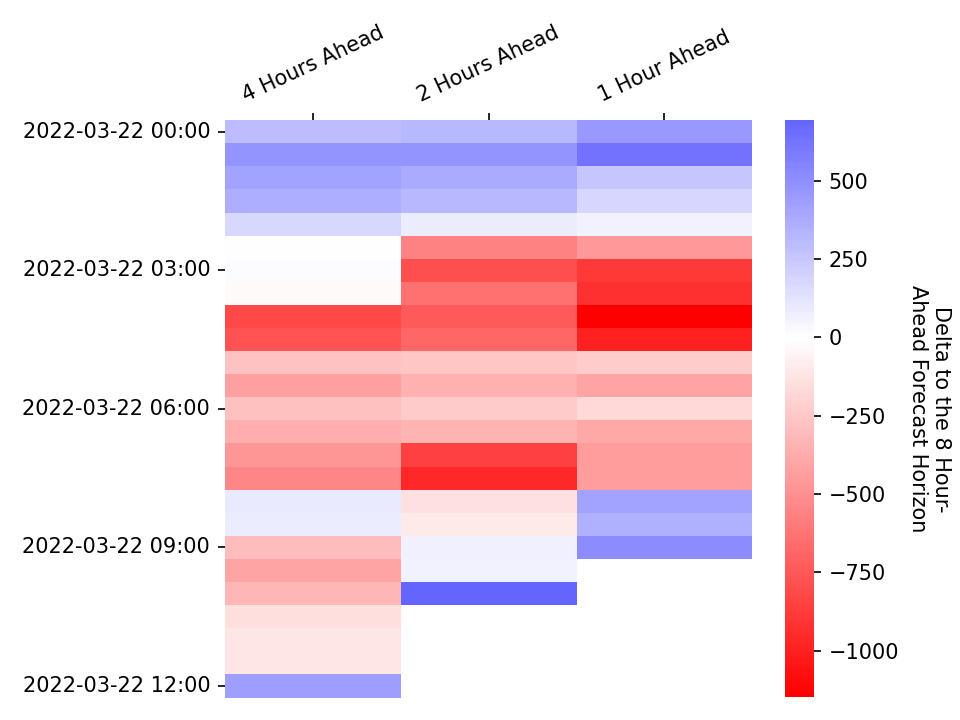 4 Hours Ahead
2 Hours Ahead
1 Hour Ahead
2022-03-22 00:00
2022-03-22 03:00
2022-03-22 06:00
2022-03-22 09:00
2022-03-22 12:00
500
250
0
−250
−500
−750
−1000
Delta to the 8 Hour-
Ahead Forecast Horizon